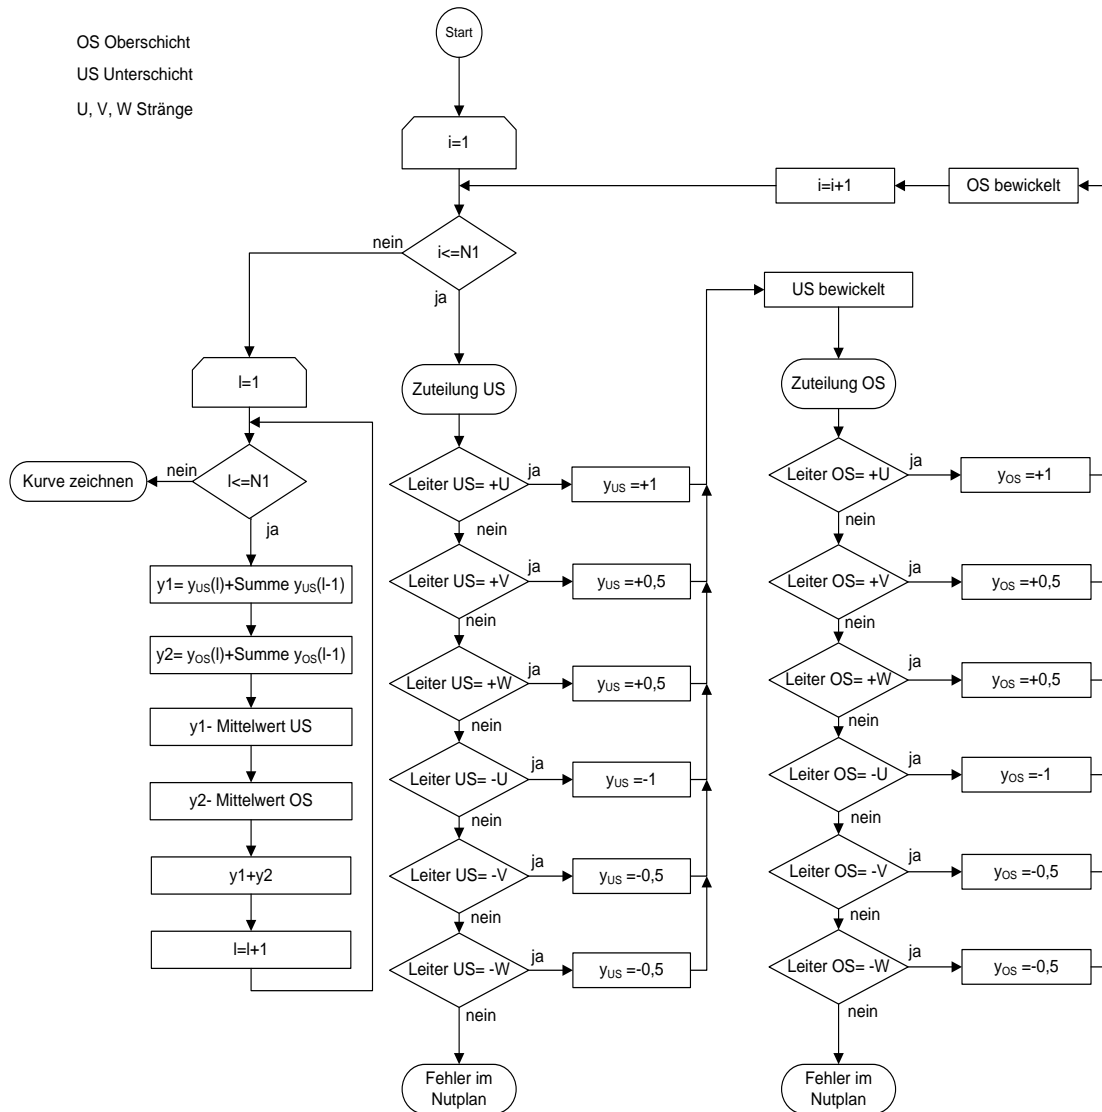 Start
OS Oberschicht
US Unterschicht
U, V, W Stränge
i=1
i=i+1
OS bewickelt
nein
i<=N1
ja
US bewickelt
l=1
Zuteilung US
Zuteilung OS
Kurve zeichnen
nein
l<=N1
ja
Leiter US= +U
ja
yUS =+1
nein
Leiter US= +V
ja
yUS =+0,5
nein
Leiter US= +W
ja
yUS =+0,5
nein
Leiter US= -U
ja
yUS =-1
nein
Leiter US= -V
ja
yUS =-0,5
nein
Leiter US= -W
ja
yUS =-0,5
nein
Fehler im
Nutplan
Leiter OS= +U
ja
yOS =+1
nein
Leiter OS= +V
ja
yOS =+0,5
nein
Leiter OS= +W
ja
yOS =+0,5
nein
Leiter OS= -U
ja
yOS =-1
nein
Leiter OS= -V
ja
yOS =-0,5
nein
Leiter OS= -W
ja
yOS =-0,5
nein
Fehler im
Nutplan
y1= yUS(l)+Summe yUS(l-1)
y2= yOS(l)+Summe yOS(l-1)
y1- Mittelwert US
y2- Mittelwert OS
y1+y2
l=l+1